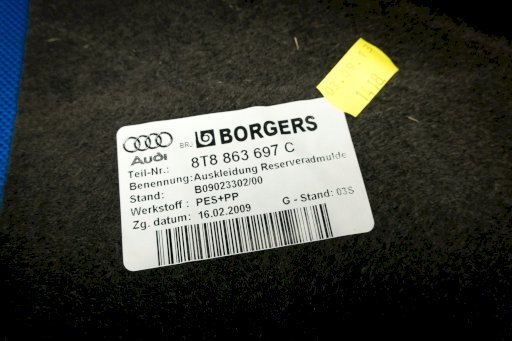 Audi BRJ BORGERS
Teil-Nr.: 8T8 863 697 C
Benennung: Auskleidung Reserveradmulde
Stand: B09023302/00
Werkstoff : PES+PP G - Stand: 03S
Zg. datum: 16.02.2009